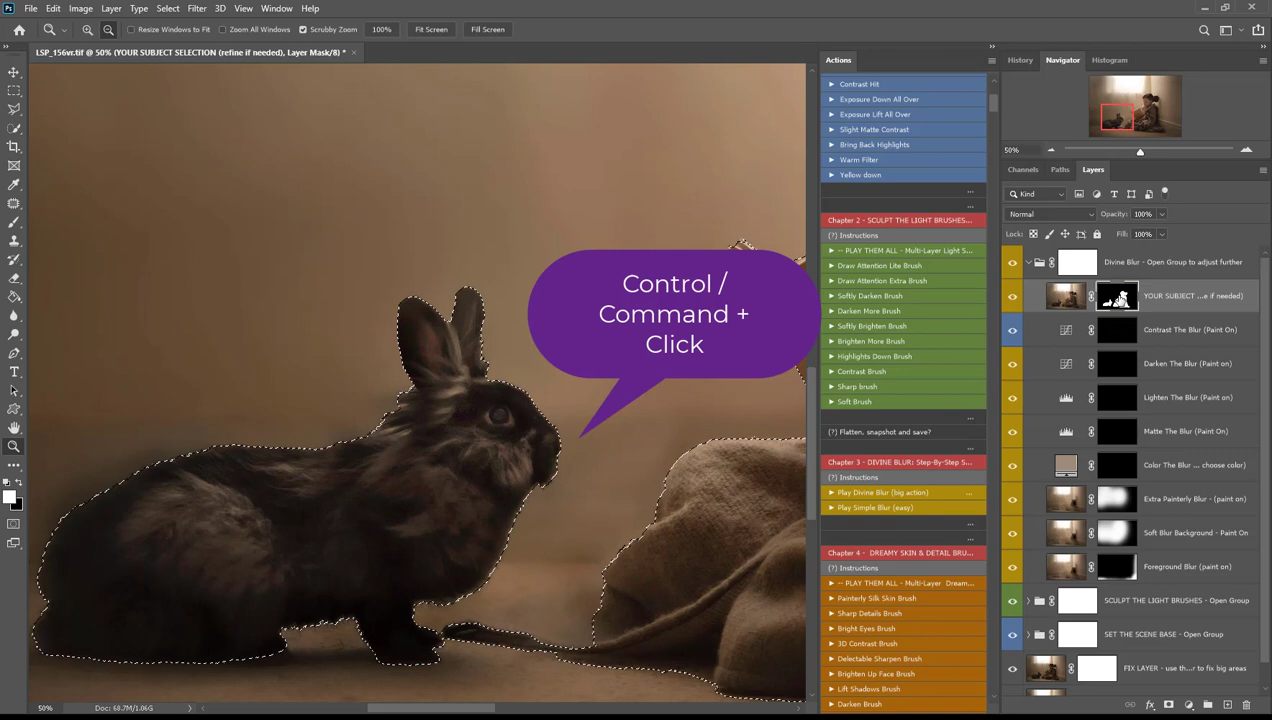 Ps File Edit Image Layer Type Select Filter 3D View Window Help
Resize Windows to Fit Zoom All Windows Scrubby Zoom 100% Fit Screen Fill Screen
LSP_156vr.tif @ 50% (YOUR SUBJECT SELECTION (refine if needed), Layer Mask/8) *
Control /
Command +
Click
50% Doc: 68.7M/1.06G
Actions
Contrast Hit
Exposure Down All Over
Exposure Lift All Over
Slight Matte Contrast
Bring Back Highlights
Warm Filter
Yellow down
...
...
Chapter 2 - SCULPT THE LIGHT BRUSHES...
(?) Instructions
-- PLAY THEM ALL - Multi-Layer Light S...
Draw Attention Lite Brush
Draw Attention Extra Brush
Softly Darken Brush
Darken More Brush
Softly Brighten Brush
Brighten More Brush
Highlights Down Brush
Contrast Brush
Sharp brush
Soft Brush
...
(?) Flatten, snapshot and save?
...
Chapter 3 - DIVINE BLUR: Step-By-Step S...
(?) Instructions
Play Divine Blur (big action) ...
Play Simple Blur (easy)
...
...
Chapter 4 - DREAMY SKIN & DETAIL BRU...
(?) Instructions
-- PLAY THEM ALL - Multi-Layer Dream...
Painterly Silk Skin Brush
Sharp Details Brush
Bright Eyes Brush
3D Contrast Brush
Delectable Sharpen Brush
Brighten Up Face Brush
Lift Shadows Brush
Darken Brush
History Navigator Histogram
50%
Channels Paths Layers
Kind
Normal Opacity: 100%
Lock: Fill: 100%
Divine Blur - Open Group to adjust further
YOUR SUBJECT ...e if needed)
Contrast The Blur (Paint On)
Darken The Blur (Paint on)
Lighten The Blur (Paint on)
Matte The Blur (Paint On)
Color The Blur ... choose color)
Extra Painterly Blur - (paint on)
Soft Blur Background - Paint On
Foreground Blur (paint on)
SCULPT THE LIGHT BRUSHES - Open Group
SET THE SCENE BASE - Open Group
FIX LAYER - use th...r to fix big areas
fx